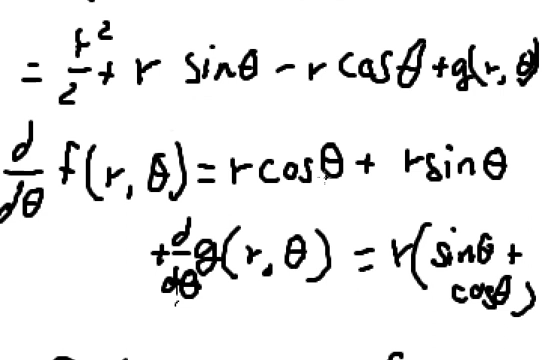 = r²/2 + r sinθ - r cosθ + g(r, θ)
d/dθ f(r, θ) = r cosθ + r sinθ
+ d/dθ g(r, θ) = r(sinθ +
cosθ)